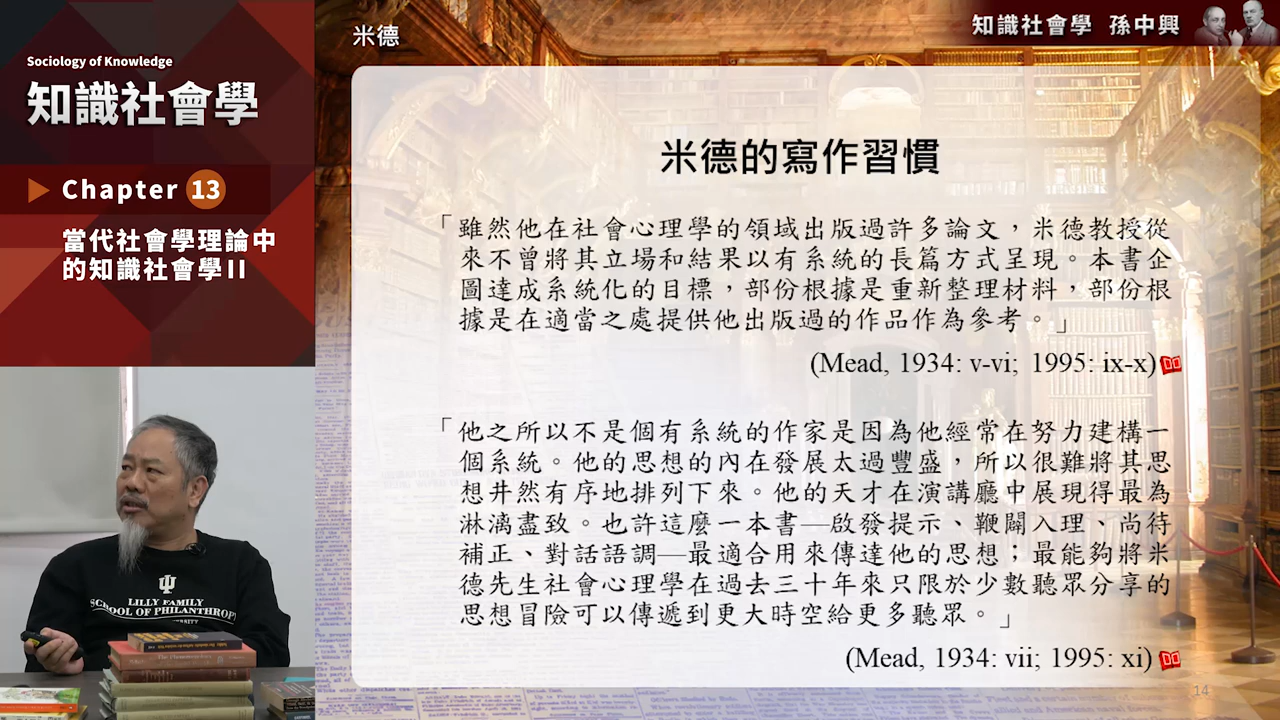 Sociology of Knowledge
知識社會學
Chapter 13
當代社會學理論中
的知識社會學 II
米德
知識社會學 孫中興
米德的寫作習慣
「雖然他在社會心理學的領域出版過許多論文，米德教授從
來不曾將其立場和結果以有系統的長篇方式呈現。本書企
圖達成系統化的目標，部份根據是重新整理材料，部份根
據是在適當之處提供他出版過的作品作為參考。」
(Mead, 1934: v-vi; 1995: ix-x)
「他之所以不是個有系統的作家是因為他經常在努力建構一
個系統。他的思想的內在發展太過豐盛，所以很難將其思
想井然有序地排列下來。他的天才在演講廳中展現得最為
淋漓盡致。也許這麼一本書—啟發提示、鞭闢入理、尚待
補正、對話語調—最適合用來傳達他的思想；最能夠將米
德先生社會心理學在過去三十年來只限於少數聽眾分享的
思想冒險可以傳遞到更大時空給更多聽眾。」
(Mead, 1934: vii; 1995: xi)
14
LILLY FAMILY
SCHOOL OF PHILANTHROPY